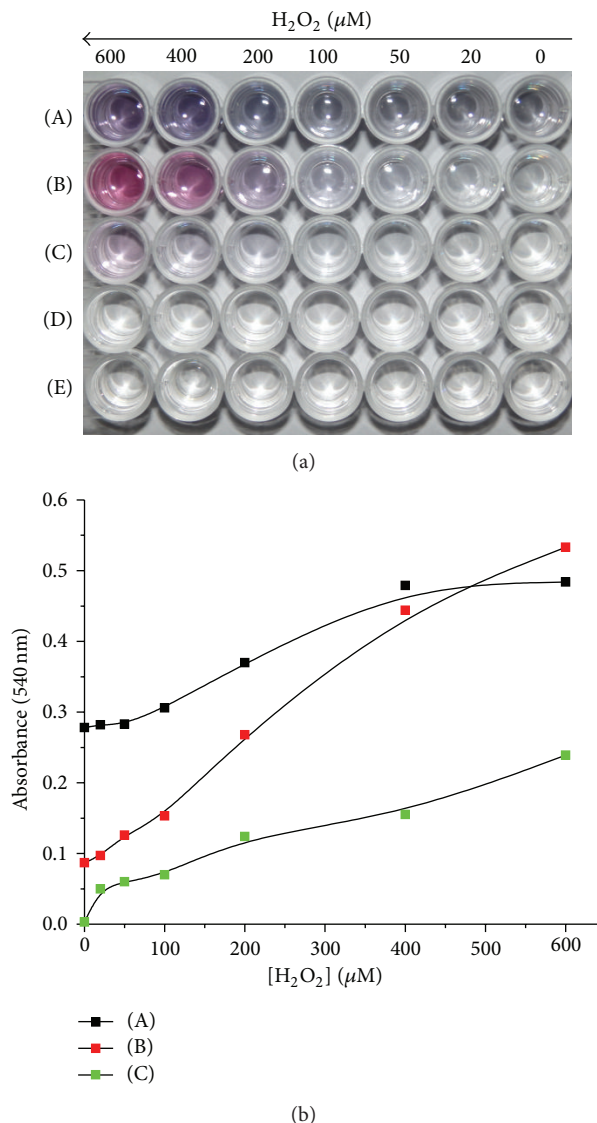 H₂O₂ (μM)
600 400 200 100 50 20 0
(A)
(B)
(C)
(D)
(E)
(a)
0.6
0.5
0.4
0.3
0.2
0.1
0.0
Absorbance (540 nm)
0 100 200 300 400 500 600
[H₂O₂] (μM)
(A)
(B)
(C)
(b)